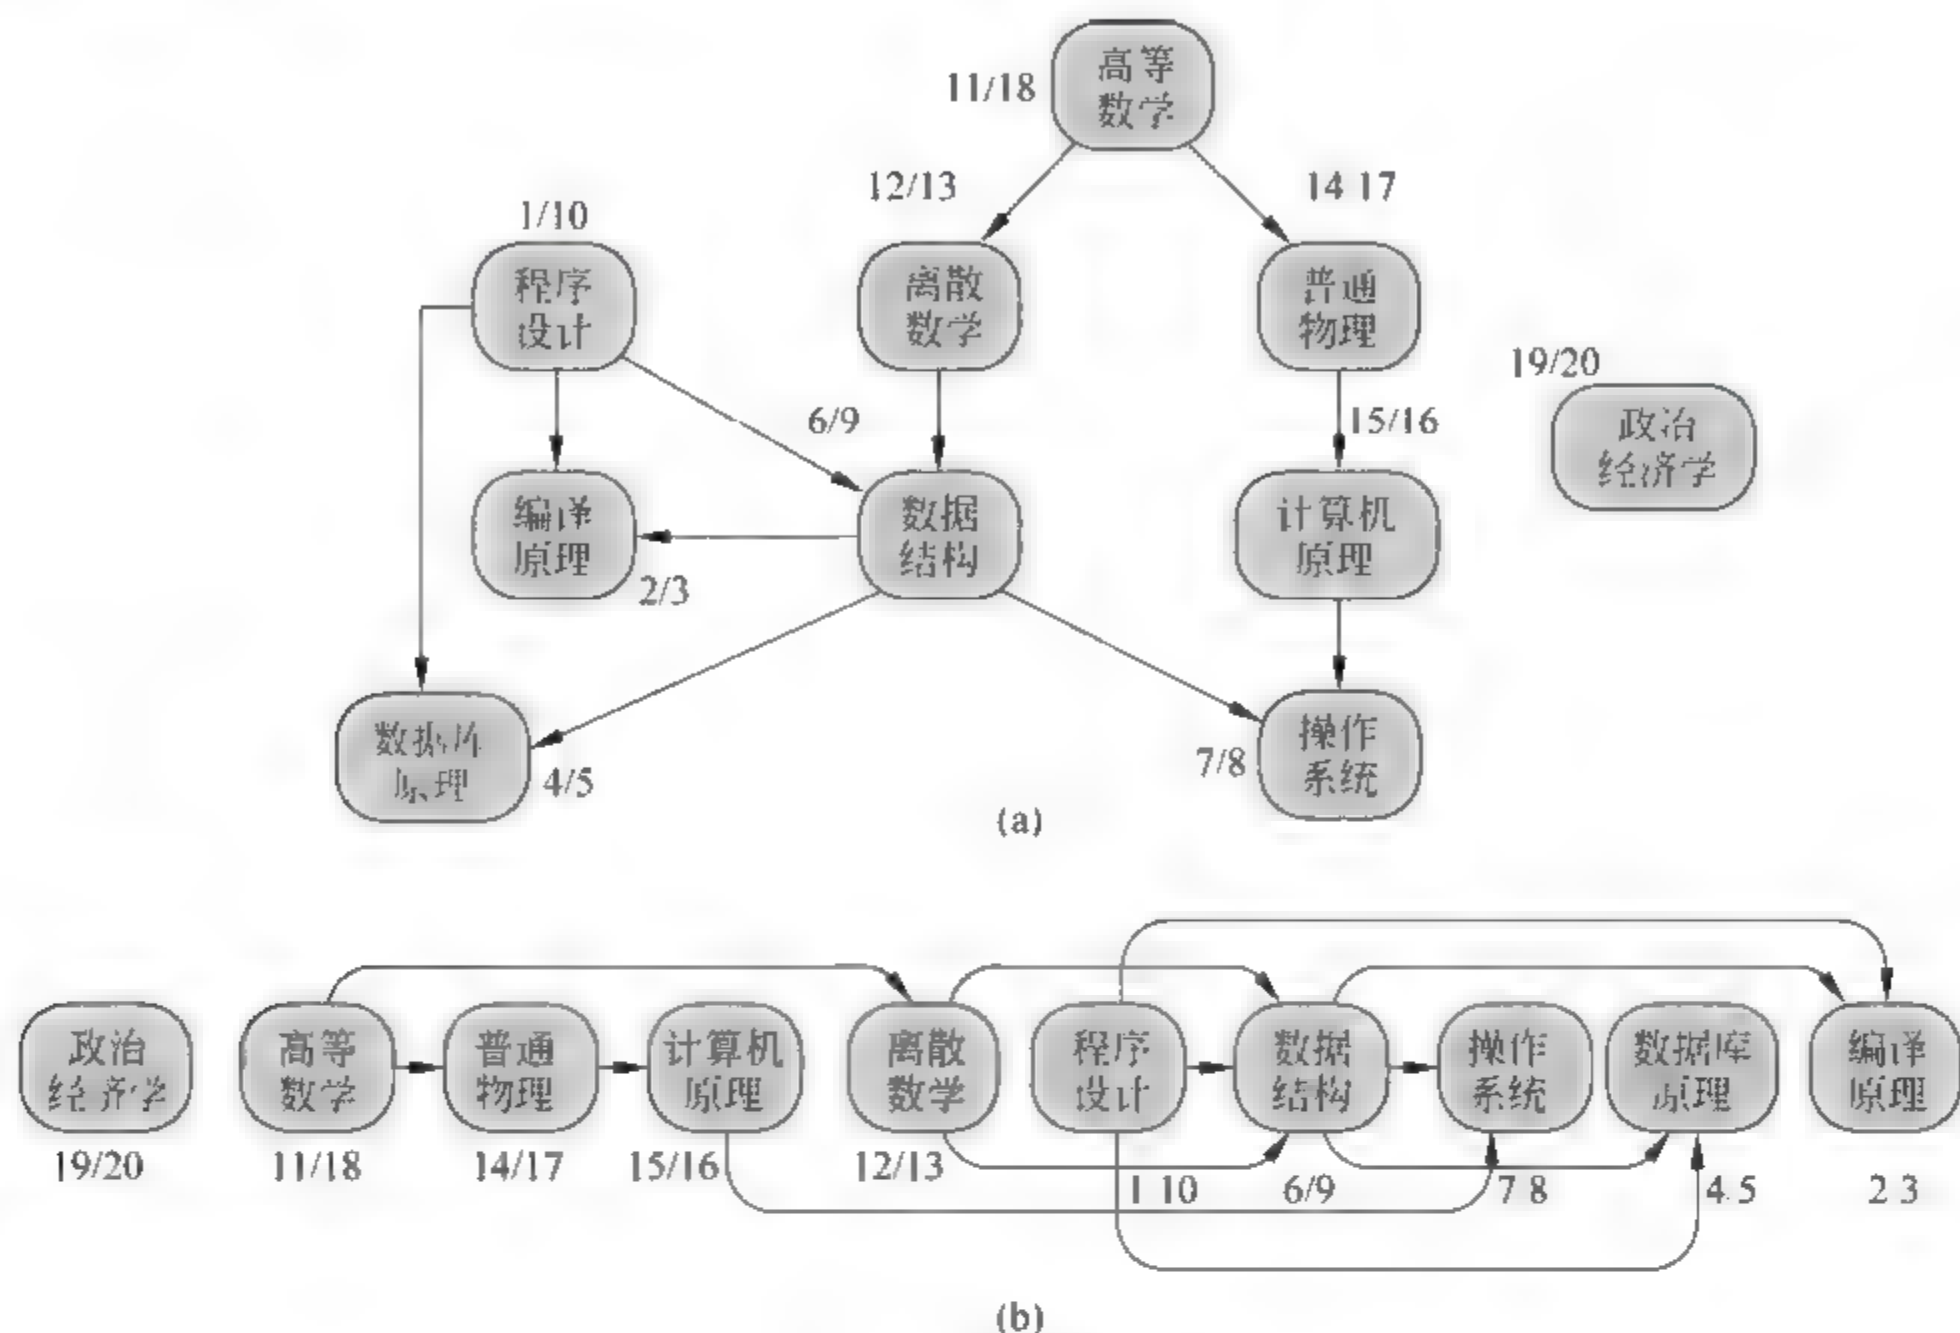 高等
数学
11/18
12/13
14 17
1/10
程序
设计
离散
数学
普通
物理
19/20
政治
经济学
6/9
15/16
编译
原理
2/3
数据
结构
计算机
原理
数据库
原理
4/5
操作
系统
7/8
(a)
政治
经济学
高等
数学
普通
物理
计算机
原理
离散
数学
程序
设计
数据
结构
操作
系统
数据库
原理
编译
原理
19/20
11/18
14/17
15/16
12/13
1 10
6/9
7 8
4 5
2 3
(b)